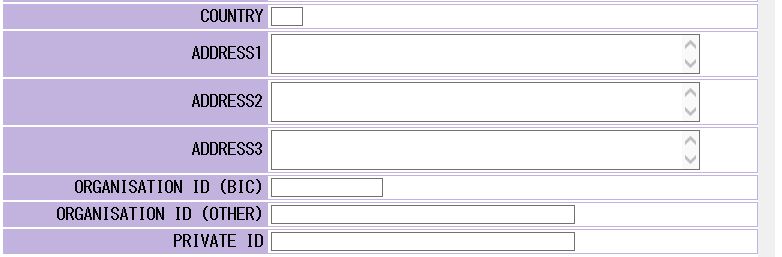 COUNTRY
ADDRESS1
ADDRESS2
ADDRESS3
ORGANISATION ID (BIC)
ORGANISATION ID (OTHER)
PRIVATE ID